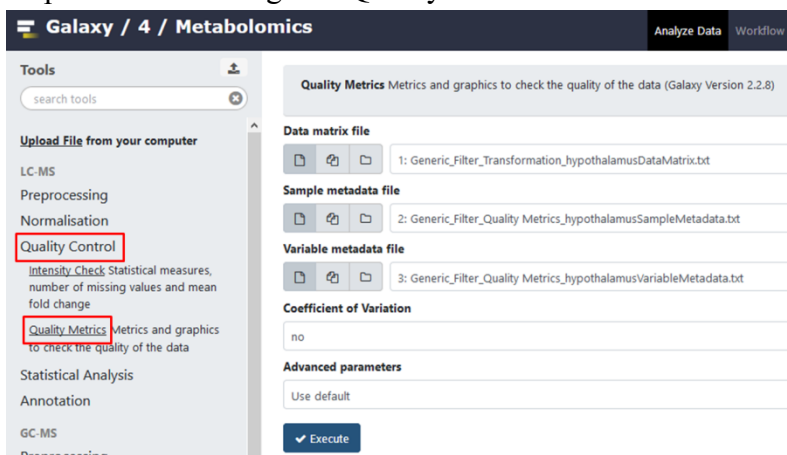 Galaxy / 4 / Metabolomics
Analyze Data Workflow
Tools
search tools
Upload File from your computer
LC-MS
Preprocessing
Normalisation
Quality Control
Intensity Check Statistical measures,
number of missing values and mean
fold change
Quality Metrics Metrics and graphics
to check the quality of the data
Statistical Analysis
Annotation
GC-MS
Quality Metrics Metrics and graphics to check the quality of the data (Galaxy Version 2.2.8)
Data matrix file
1: Generic_Filter_Transformation_hypothalamusDataMatrix.txt
Sample metadata file
2: Generic_Filter_Quality Metrics_hypothalamusSampleMetadata.txt
Variable metadata file
3: Generic_Filter_Quality Metrics_hypothalamusVariableMetadata.txt
Coefficient of Variation
no
Advanced parameters
Use default
Execute